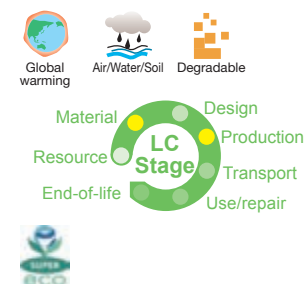 Global
warming
Air/Water/Soil
Degradable
Design
Material
Production
LC
Stage
Resource
Transport
End-of-life
Use/repair
SUPER
eco